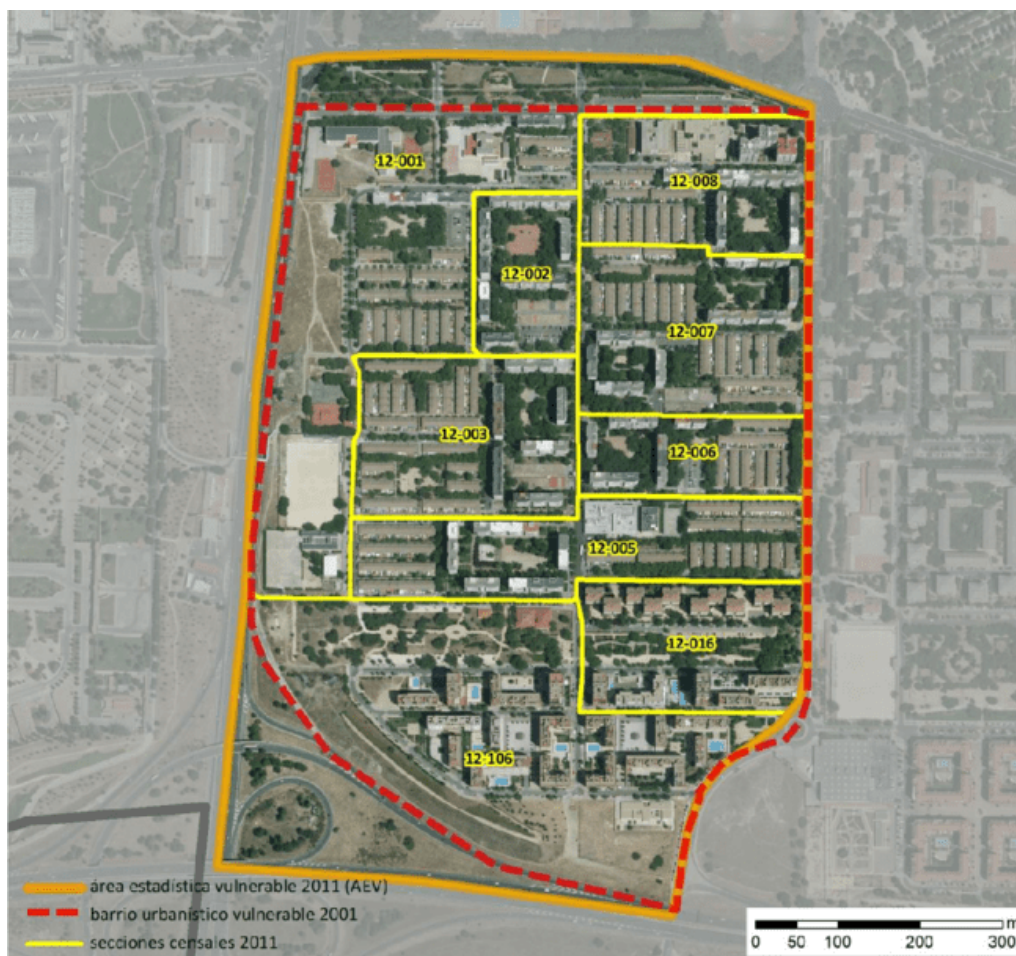 12-001
12-008
12-002
12-007
12-003
12-006
12-005
12-016
12-106
área estadística vulnerable 2011 (AEV)
barrio urbanístico vulnerable 2001
secciones censales 2011
m
0 50 100 200 300